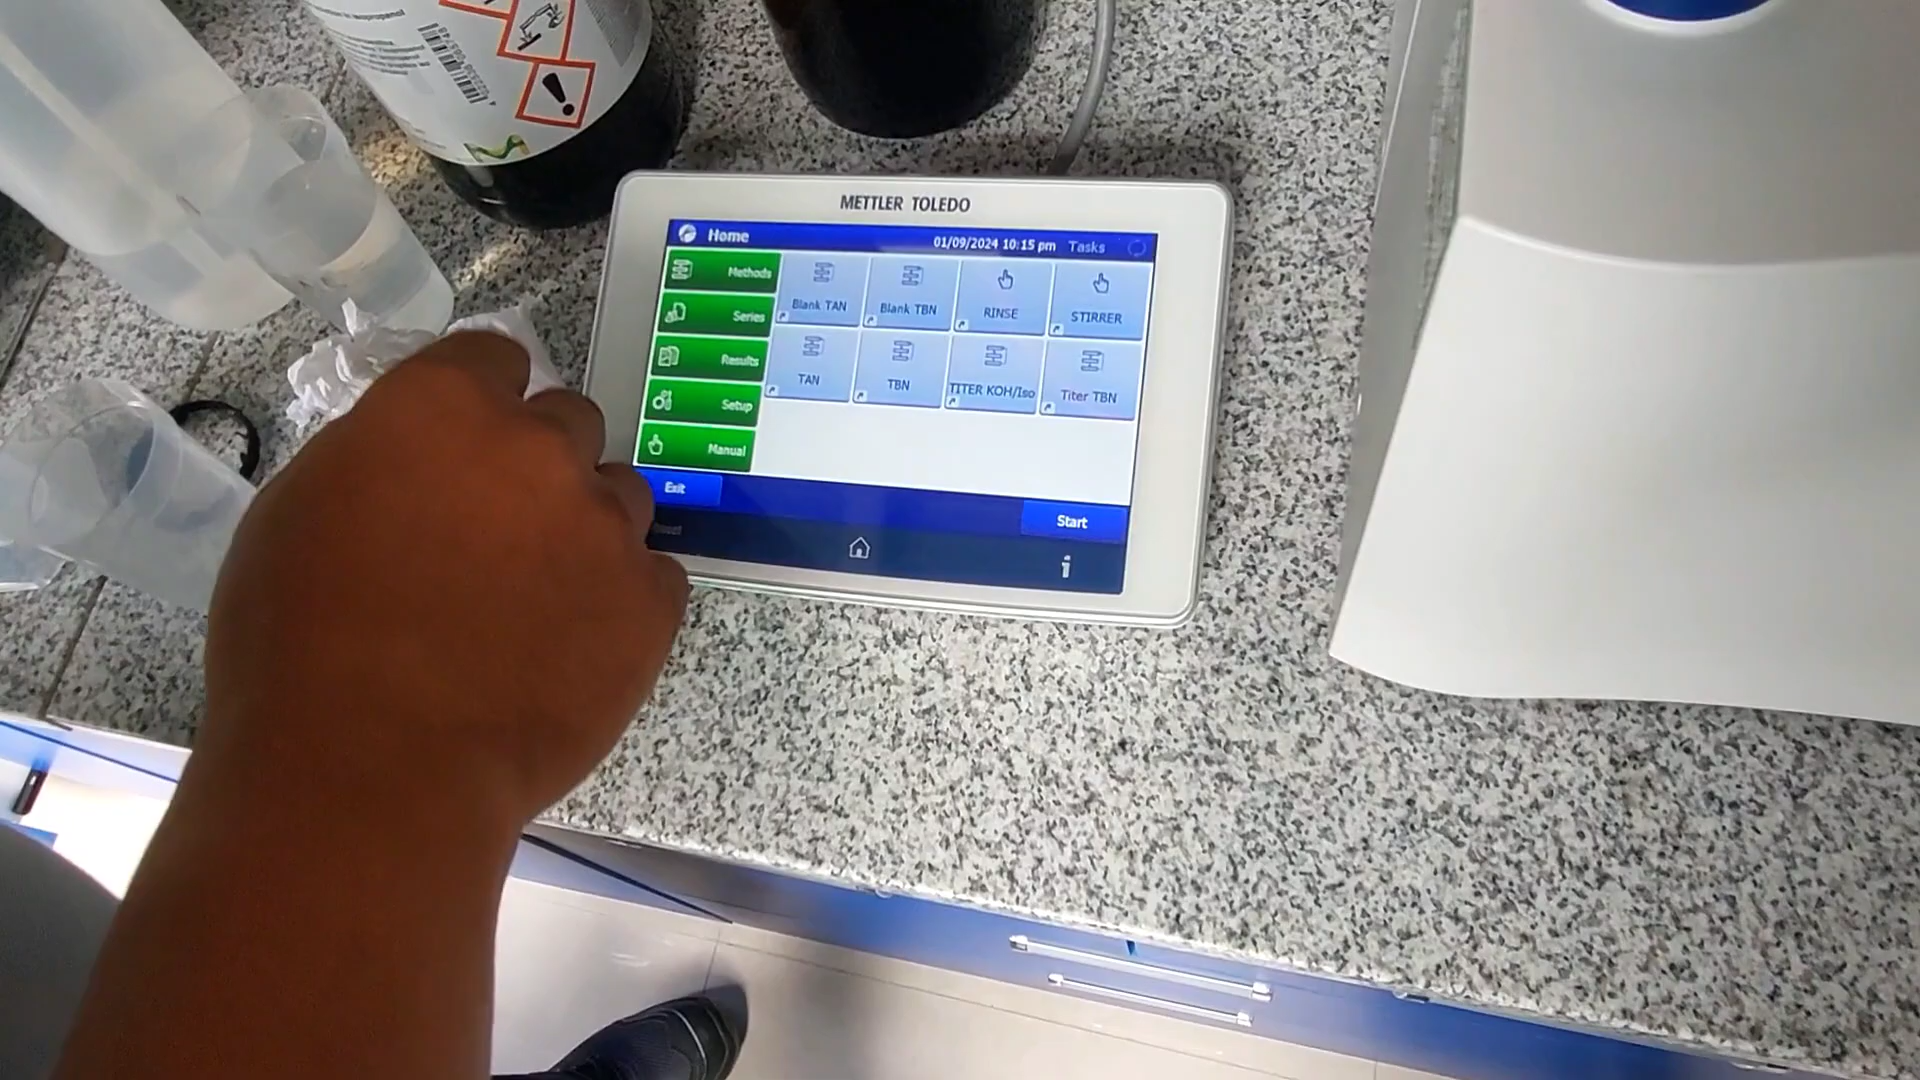 METTLER TOLEDO
Home
01/09/2024 10:15 pm Tasks
Methods
Series
Results
Setup
Manual
Blank TAN
Blank TBN
RINSE
STIRRER
TAN
TBN
TITER KOH/Iso
Titer TBN
Exit
Start